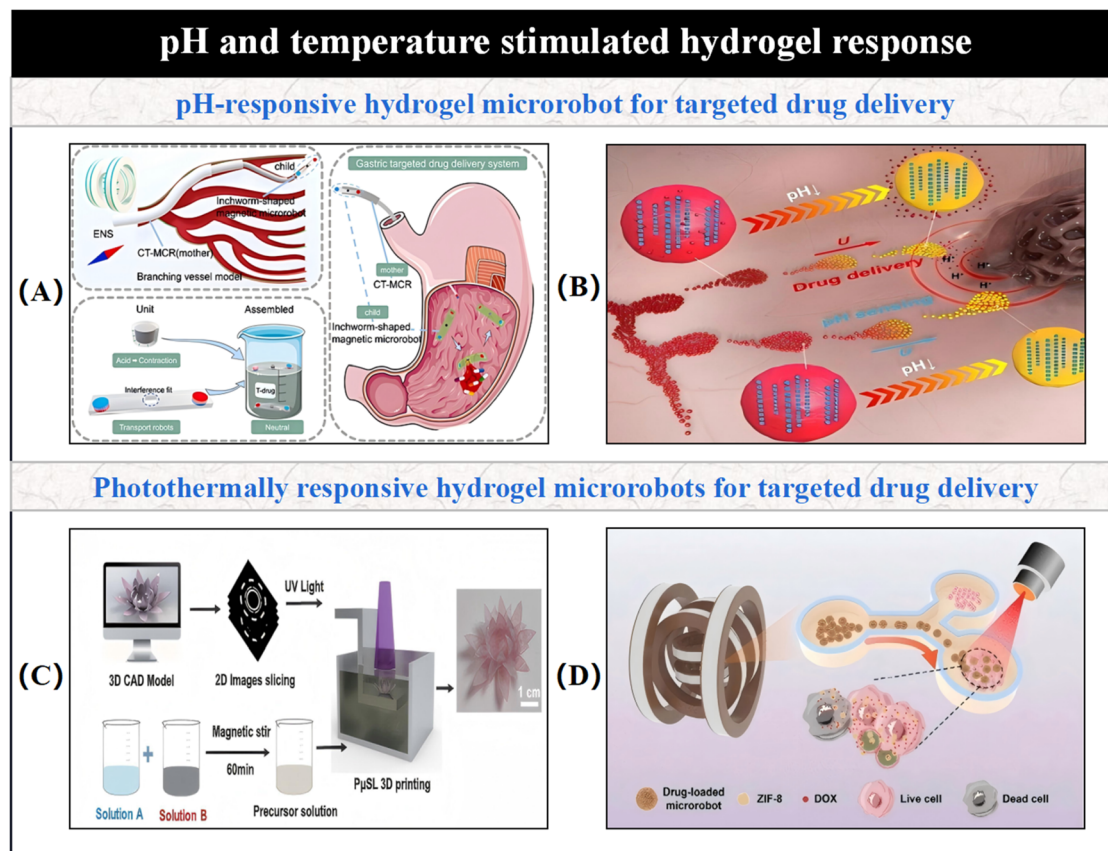 pH and temperature stimulated hydrogel response
pH-responsive hydrogel microrobot for targeted drug delivery
(A)
child
Inchworm-shaped
magnetic microrobot
ENS
CT-MCR(mother)
Branching vessel model
Unit
Assembled
Acid ➡ Contraction
Interference fit
T-drug
Transport robots
Neutral
Gastric targeted drug delivery system
mother
CT-MCR
child
Inchworm-shaped
magnetic microrobot
(B)
pH↓
U
Drug delivery
H⁺
H⁺
H⁺
pH sensing
pH↓
Photothermally responsive hydrogel microrobots for targeted drug delivery
(C)
3D CAD Model
2D Images slicing
UV Light
1 cm
Magnetic stir
60min
Solution A
+
Solution B
Precursor solution
PμSL 3D printing
(D)
Drug-loaded
microrobot
ZIF-8
DOX
Live cell
Dead cell